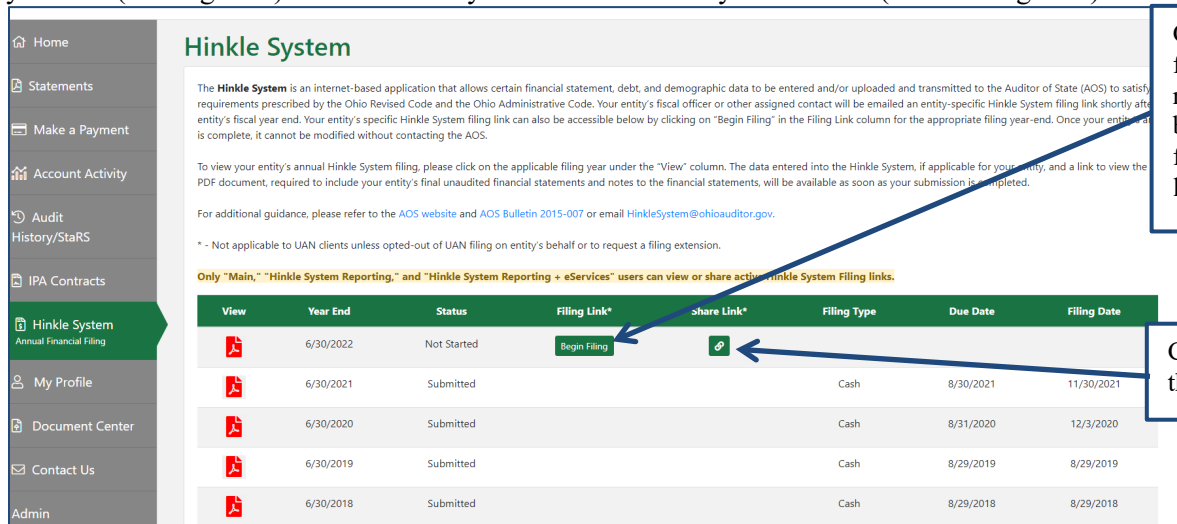 Home
Statements
Make a Payment
Account Activity
Audit
History/StaRS
IPA Contracts
Hinkle System
Annual Financial Filing
My Profile
Document Center
Contact Us
Admin
Hinkle System
The Hinkle System is an internet-based application that allows certain financial statement, debt, and demographic data to be entered and/or uploaded and transmitted to the Auditor of State (AOS) to satisfy
requirements prescribed by the Ohio Revised Code and the Ohio Administrative Code. Your entity's fiscal officer or other assigned contact will be emailed an entity-specific Hinkle System filing link shortly afte
entity's fiscal year end. Your entity's specific Hinkle System filing link can also be accessible below by clicking on "Begin Filing" in the Filing Link column for the appropriate filing year-end. Once your entity's
is complete, it cannot be modified without contacting the AOS.
To view your entity's annual Hinkle System filing, please click on the applicable filing year under the "View" column. The data entered into the Hinkle System, if applicable for your entity, and a link to view the
PDF document, required to include your entity's final unaudited financial statements and notes to the financial statements, will be available as soon as your submission is completed.
For additional guidance, please refer to the AOS website and AOS Bulletin 2015-007 or email HinkleSystem@ohioauditor.gov.
* - Not applicable to UAN clients unless opted-out of UAN filing on entity's behalf or to request a filing extension.
Only "Main," "Hinkle System Reporting," and "Hinkle System Reporting + eServices" users can view or share active Hinkle System Filing links.
View Year End Status Filing Link* Share Link* Filing Type Due Date Filing Date
6/30/2022 Not Started Begin Filing
6/30/2021 Submitted Cash 8/30/2021 11/30/2021
6/30/2020 Submitted Cash 8/31/2020 12/3/2020
6/30/2019 Submitted Cash 8/29/2019 8/29/2019
6/30/2018 Submitted Cash 8/29/2018 8/29/2018